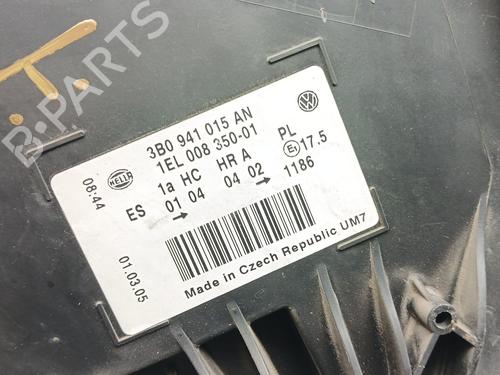 B-PARTS
08:44
HELLA
3B0 941 015 AN
1EL 008 350-01
1a HC HR A PL
ES 01 04 04 02 E1 17.5
1186
01.03.05
Made in Czech Republic UM7